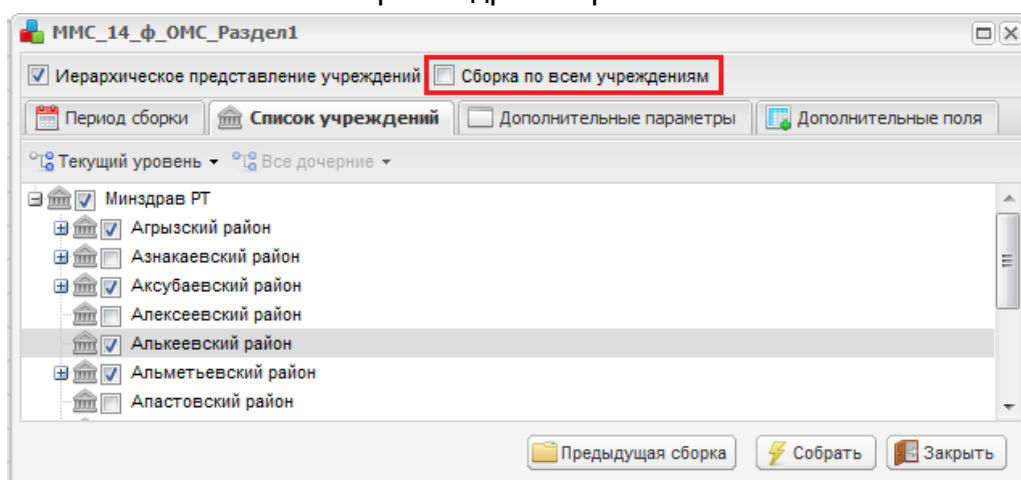 ММС_14_ф_ОМС_Раздел1
Иерархическое представление учреждений Сборка по всем учреждениям
Период сборки Список учреждений Дополнительные параметры Дополнительные поля
Текущий уровень Все дочерние
Минздрав РТ
Агрызский район
Азнакаевский район
Аксубаевский район
Алексеевский район
Алькеевский район
Альметьевский район
Апастовский район
Предыдущая сборка Собрать Закрыть